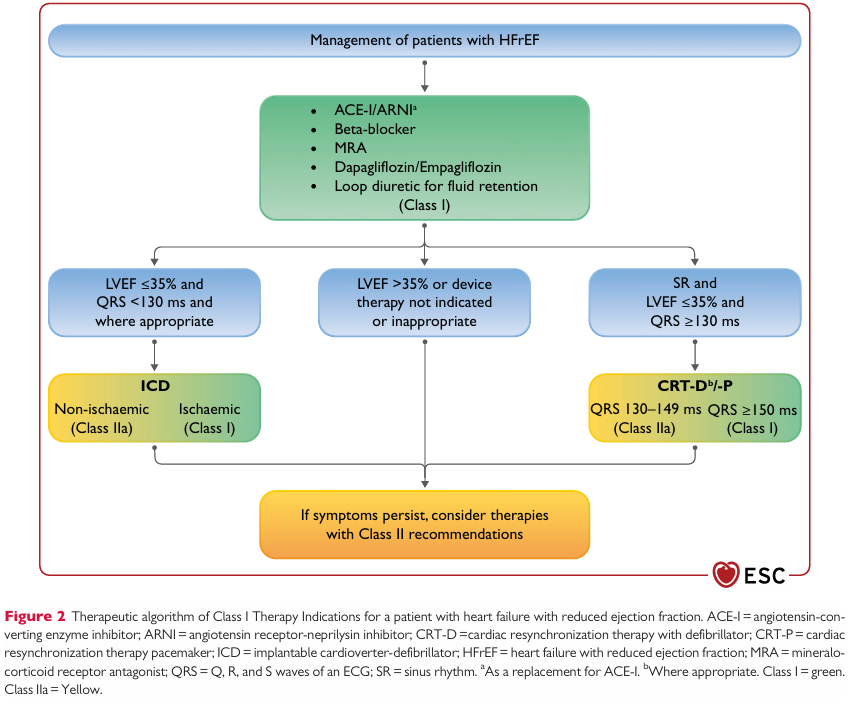 Management of patients with HFrEF
• ACE-I/ARNIᵃ
• Beta-blocker
• MRA
• Dapagliflozin/Empagliflozin
• Loop diuretic for fluid retention
(Class I)
LVEF ≤35% and
QRS <130 ms and
where appropriate
LVEF >35% or device
therapy not indicated
or inappropriate
SR and
LVEF ≤35% and
QRS ≥130 ms
ICD
Non-ischaemic
(Class IIa)
Ischaemic
(Class I)
CRT-Dᵇ/-P
QRS 130–149 ms
(Class IIa)
QRS ≥150 ms
(Class I)
If symptoms persist, consider therapies
with Class II recommendations
ESC
Figure 2 Therapeutic algorithm of Class I Therapy Indications for a patient with heart failure with reduced ejection fraction. ACE-I = angiotensin-con-
verting enzyme inhibitor; ARNI = angiotensin receptor-neprilysin inhibitor; CRT-D =cardiac resynchronization therapy with defibrillator; CRT-P = cardiac
resynchronization therapy pacemaker; ICD = implantable cardioverter-defibrillator; HFrEF = heart failure with reduced ejection fraction; MRA = mineralo-
corticoid receptor antagonist; QRS = Q, R, and S waves of an ECG; SR = sinus rhythm. ᵃAs a replacement for ACE-I. ᵇWhere appropriate. Class I = green.
Class IIa = Yellow.